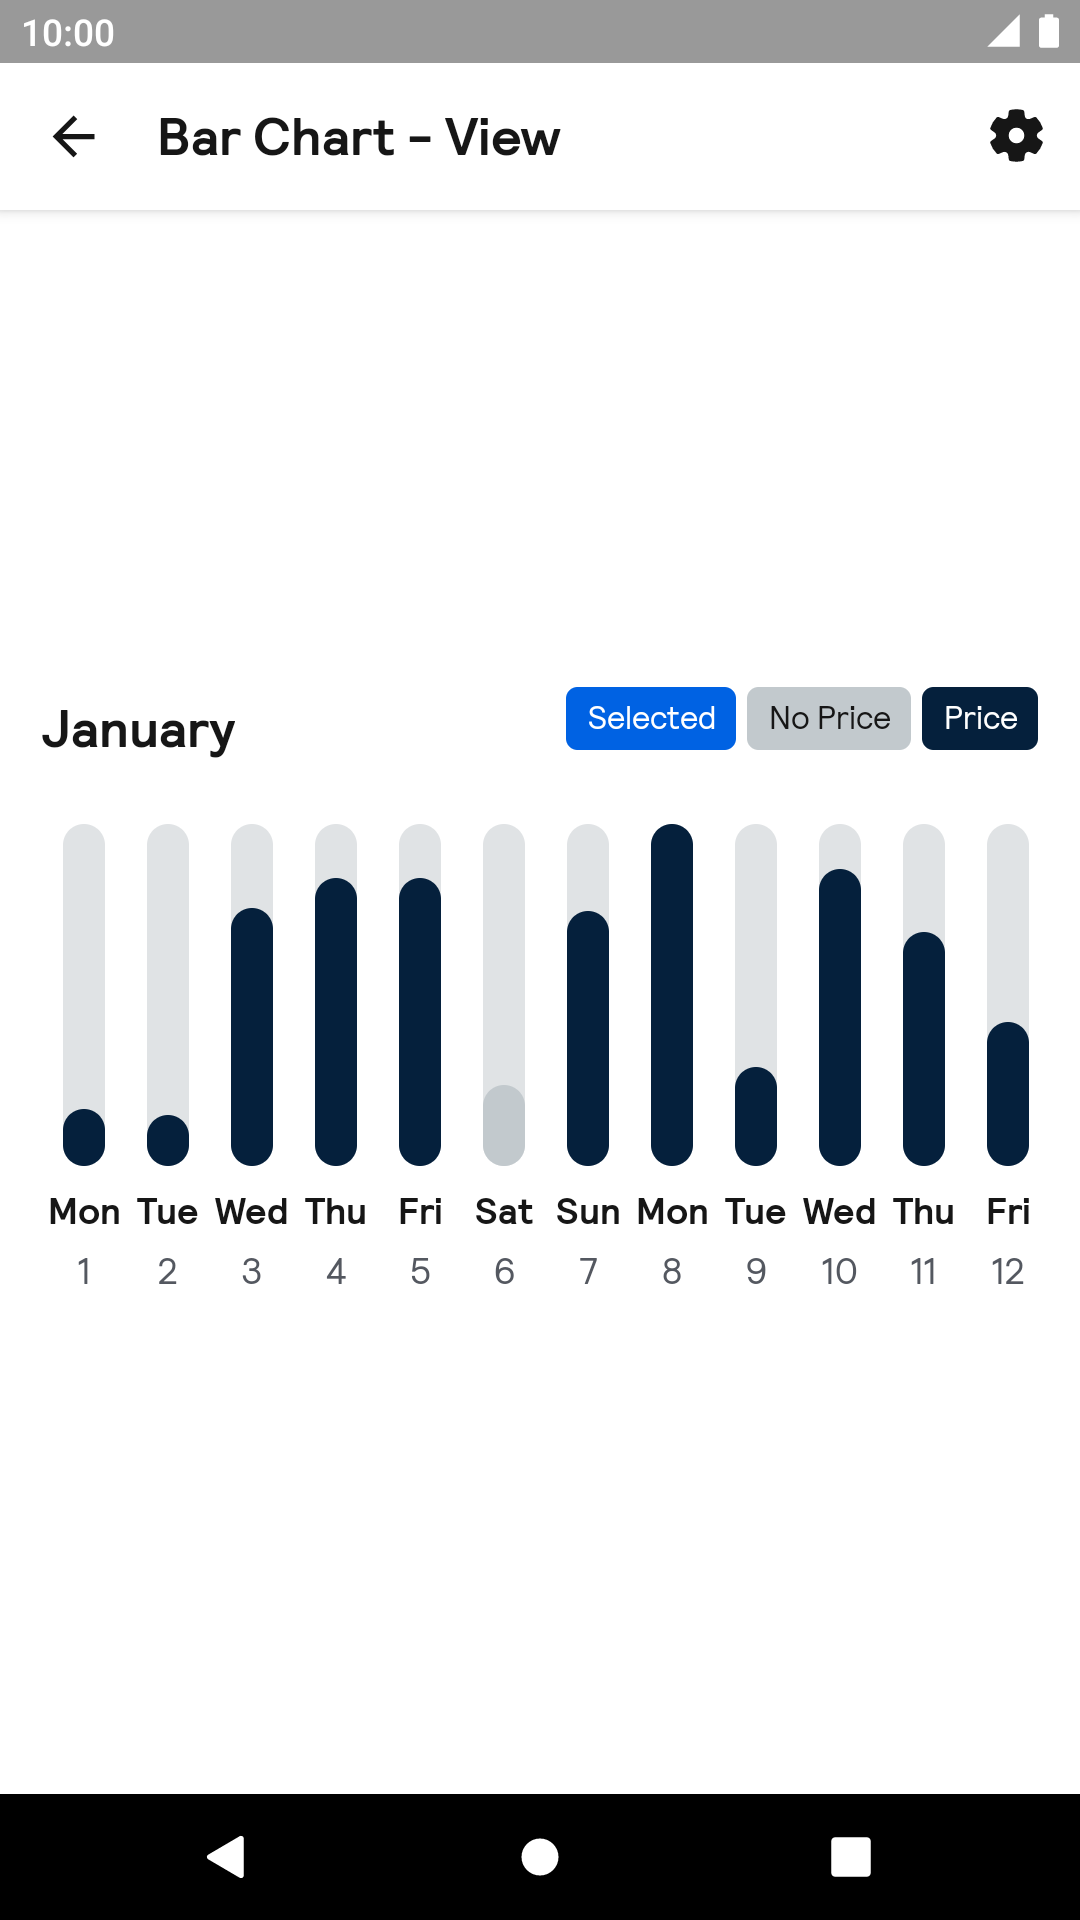 10:00
Bar Chart - View
January
Selected No Price Price
Mon Tue Wed Thu Fri Sat Sun Mon Tue Wed Thu Fri
1 2 3 4 5 6 7 8 9 10 11 12